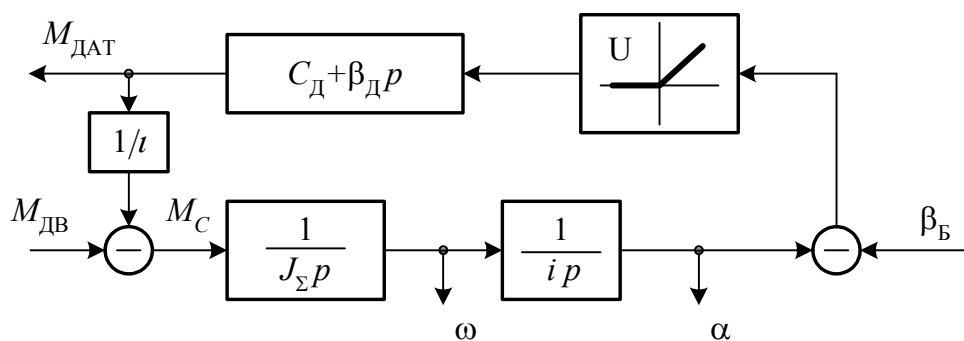 M_ДАТ
C_Д+β_Д p
U
1/ι
M_ДВ
M_C
1
J_Σ p
1
i p
β_Б
ω
α